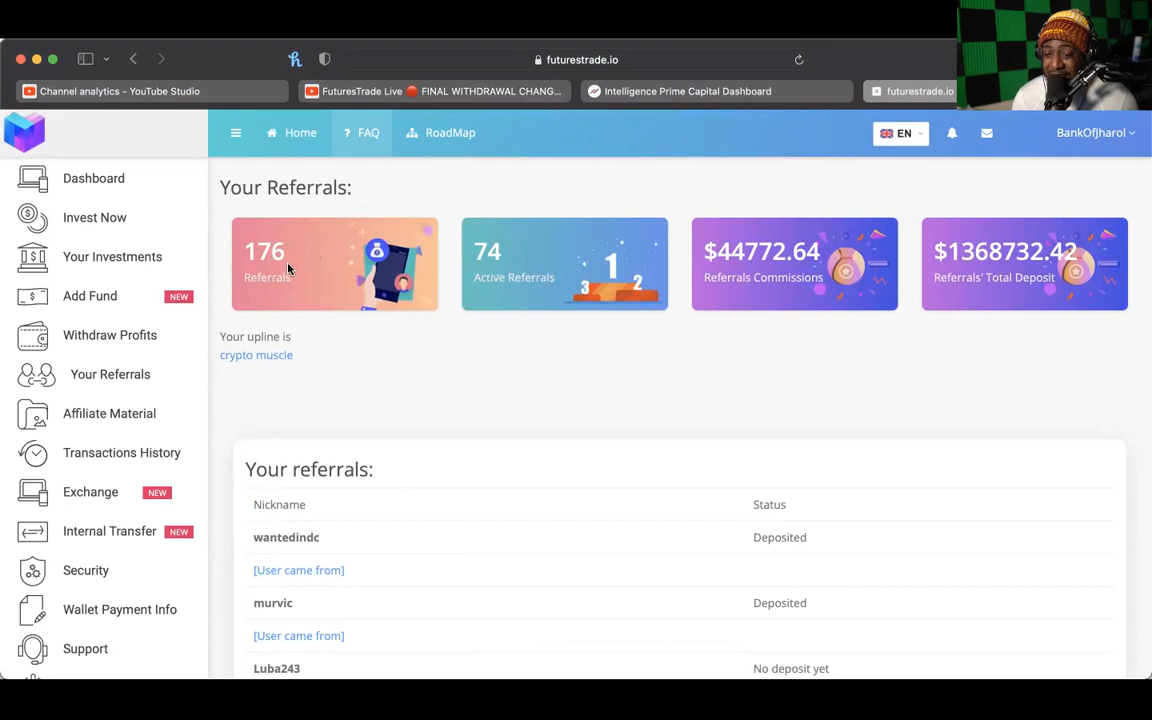 futurestrade.io
Channel analytics - YouTube Studio
FuturesTrade Live 🔴 FINAL WITHDRAWAL CHANG...
Intelligence Prime Capital Dashboard
futurestrade.io
Home
? FAQ
RoadMap
EN
BankOfJharol
Dashboard
Invest Now
Your Investments
Add Fund NEW
Withdraw Profits
Your Referrals
Affiliate Material
Transactions History
Exchange NEW
Internal Transfer NEW
Security
Wallet Payment Info
Support
Your Referrals:
176
Referrals
74
Active Referrals
1
2
3
$44772.64
Referrals Commissions
$1368732.42
Referrals' Total Deposit
Your upline is
crypto muscle
Your referrals:
Nickname Status
wantedindc Deposited
[User came from]
murvic Deposited
[User came from]
Luba243 No deposit yet